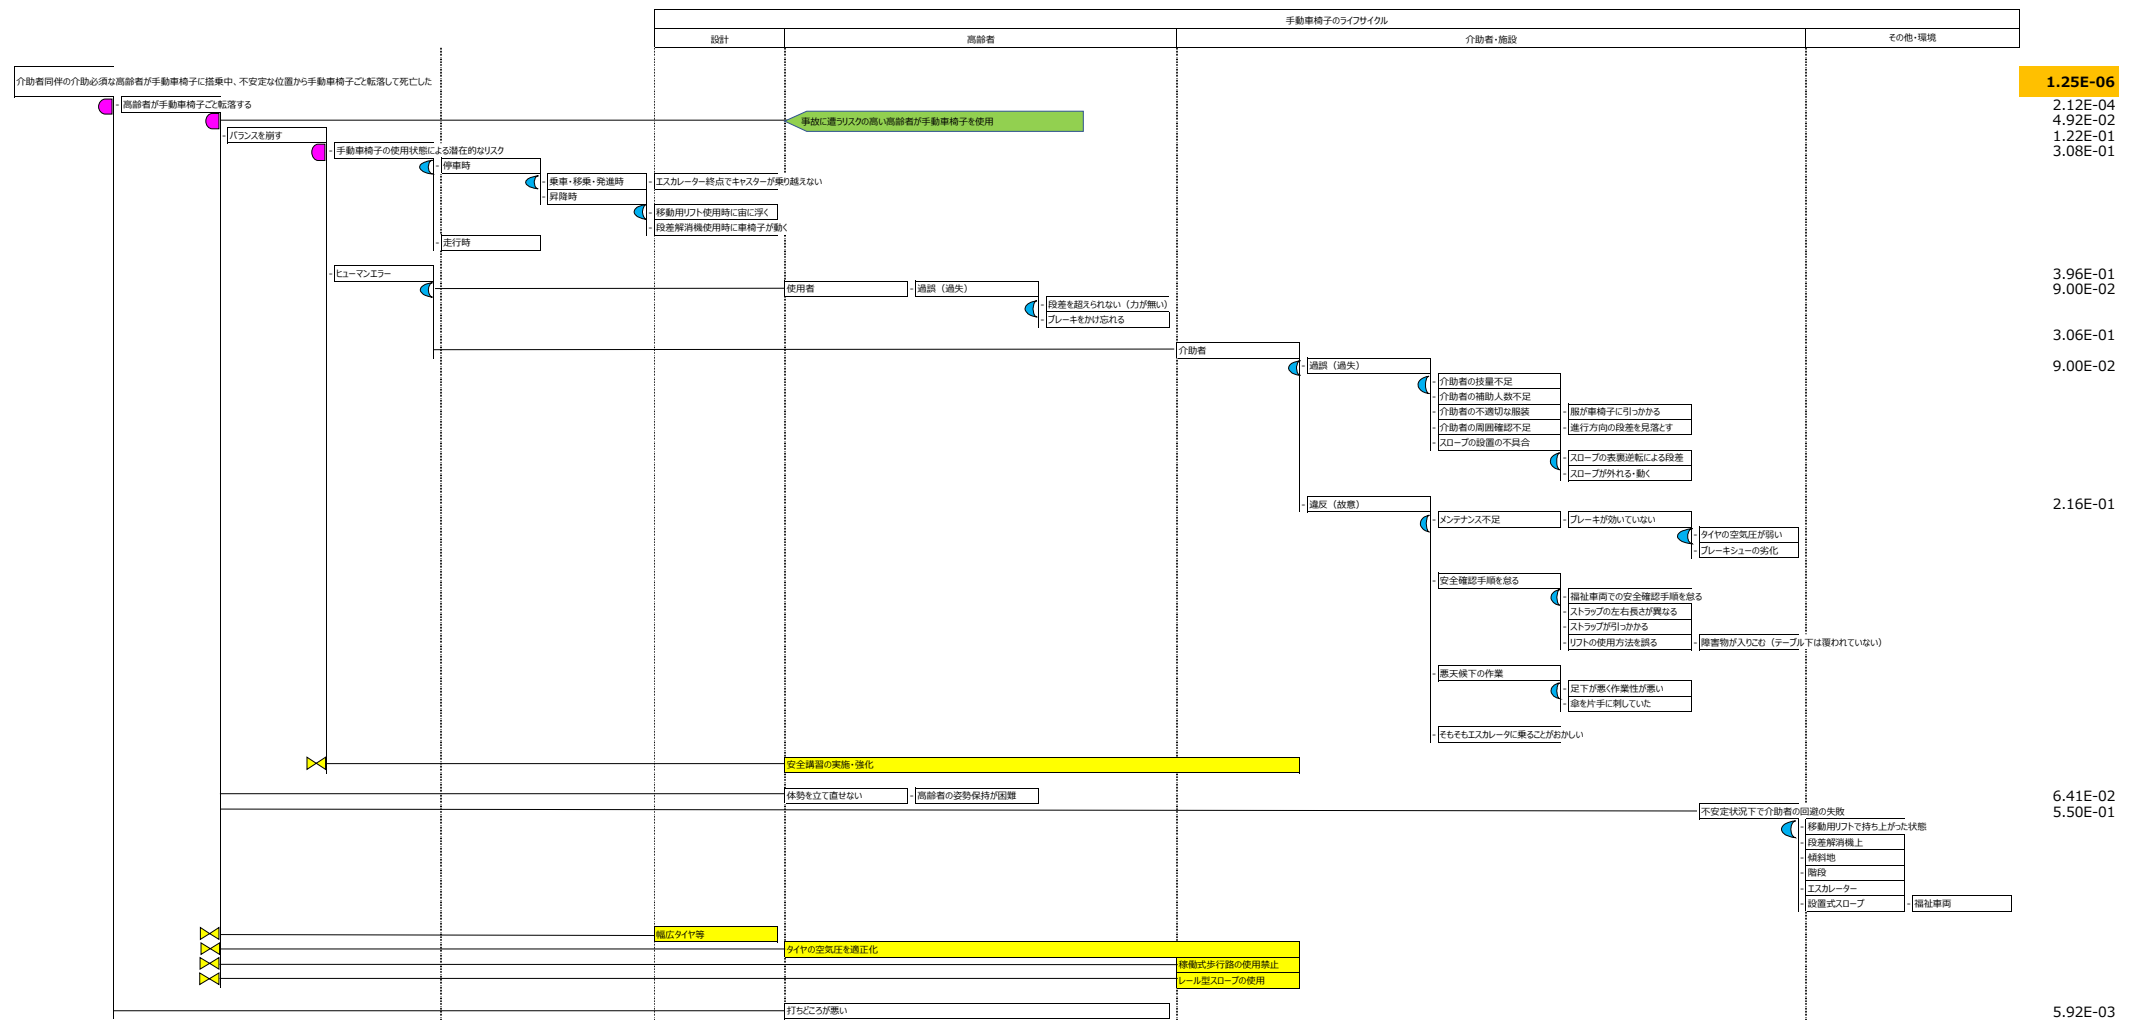 手動車椅子のライフサイクル
設計
高齢者
介助者・施設
その他・環境
介助者同伴の介助必須な高齢者が手動車椅子に搭乗中、不安定な位置から手動車椅子ごと転落して死亡した
1.25E-06
- 高齢者が手動車椅子ごと転落する
2.12E-04
事故に遭うリスクの高い高齢者が手動車椅子を使用
4.92E-02
- バランスを崩す
1.22E-01
- 手動車椅子の使用状態による潜在的なリスク
3.08E-01
- 停車時
- 乗車・移乗・発進時
- エスカレーター終点でキャスターが乗り越えない
- 昇降時
- 移動用リフト使用時に宙に浮く
- 段差解消機使用時に車椅子が動く
- 走行時
- ヒューマンエラー
3.96E-01
使用者
- 過誤（過失）
9.00E-02
- 段差を超えられない（力が無い）
- ブレーキをかけ忘れる
3.06E-01
介助者
- 過誤（過失）
9.00E-02
- 介助者の技量不足
- 介助者の補助人数不足
- 介助者の不適切な服装
- 服が車椅子に引っかかる
- 介助者の周囲確認不足
- 進行方向の段差を見落とす
- スロープの設置の不具合
- スロープの表裏逆転による段差
- スロープが外れる・動く
- 違反（故意）
2.16E-01
- メンテナンス不足
- ブレーキが効いていない
- タイヤの空気圧が弱い
- ブレーキシューの劣化
- 安全確認手順を怠る
- 福祉車両での安全確認手順を怠る
- ストラップの左右長さが異なる
- ストラップが引っかかる
- リフトの使用方法を誤る
- 障害物が入りこむ（テーブル下は覆われていない）
- 悪天候下の作業
- 足下が悪く作業性が悪い
- 傘を片手に刺していた
- そもそもエスカレータに乗ることがおかしい
安全講習の実施・強化
体勢を立て直せない
- 高齢者の姿勢保持が困難
6.41E-02
不安定状況下で介助者の回避の失敗
5.50E-01
- 移動用リフトで持ち上がった状態
- 段差解消機上
- 傾斜地
- 階段
- エスカレーター
- 設置式スロープ
- 福祉車両
幅広タイヤ等
タイヤの空気圧を適正化
稼働式歩行路の使用禁止
レール型スロープの使用
打ちどころが悪い
5.92E-03